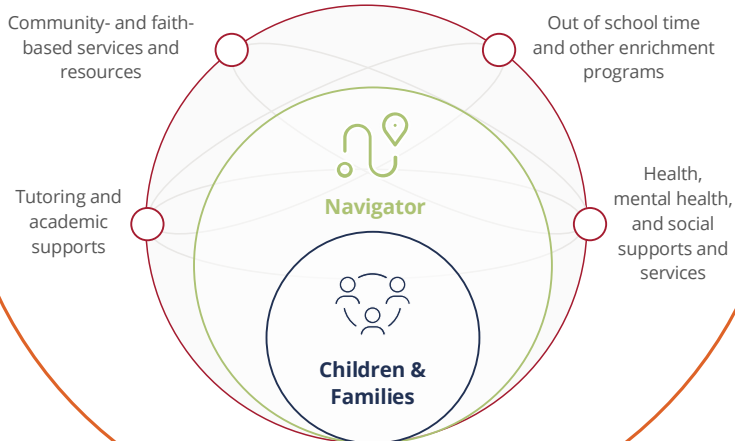 Community- and faith-
based services and
resources
Out of school time
and other enrichment
programs
Navigator
Tutoring and
academic
supports
Health,
mental health,
and social
supports and
services
Children &
Families